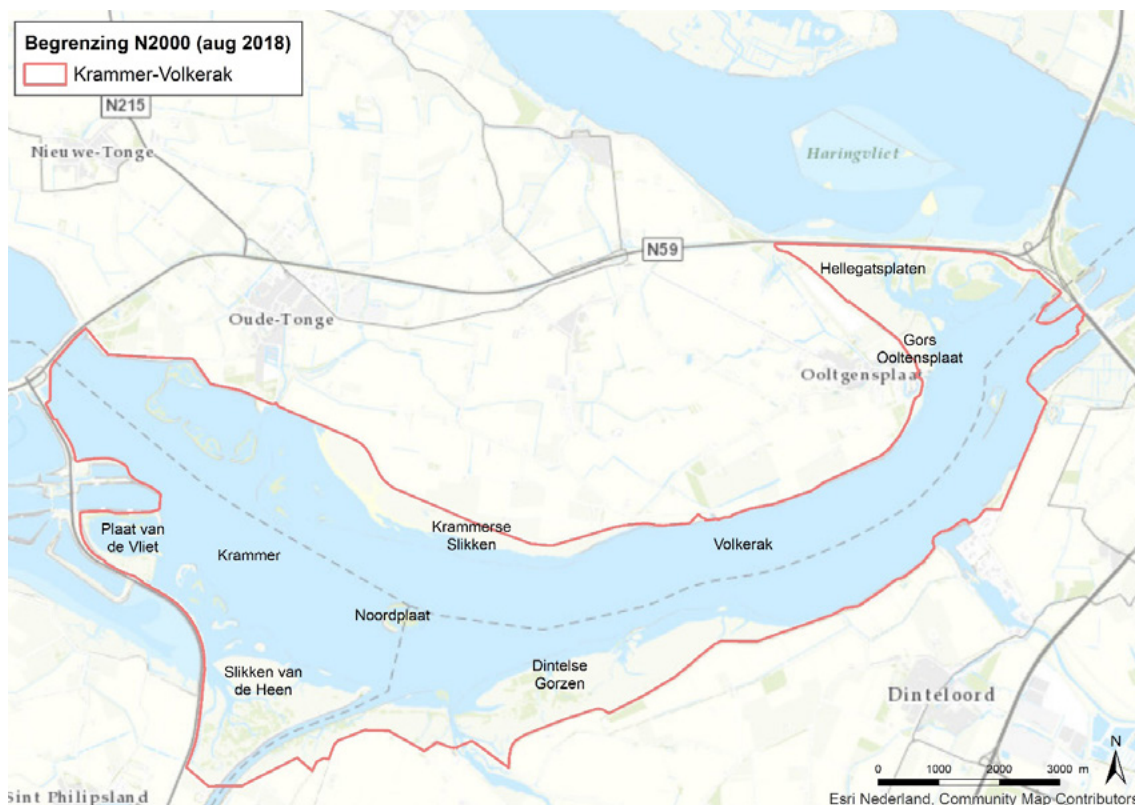 Begrenzing N2000 (aug 2018)
Krammer-Volkerak
N215
Nieuwe-Tonge
Haringvliet
N59
Hellegatsplaten
Oude-Tonge
Gors
Ooltensplaat
Ooltgensplaat
Plaat van
de Vliet
Krammer
Krammerse
Slikken
Volkerak
Noordplaat
Slikken van
de Heen
Dintelse
Gorzen
Dinteloord
N
0 1000 2000 3000 m
Sint Philipsland
Esri Nederland, Community Map Contributors